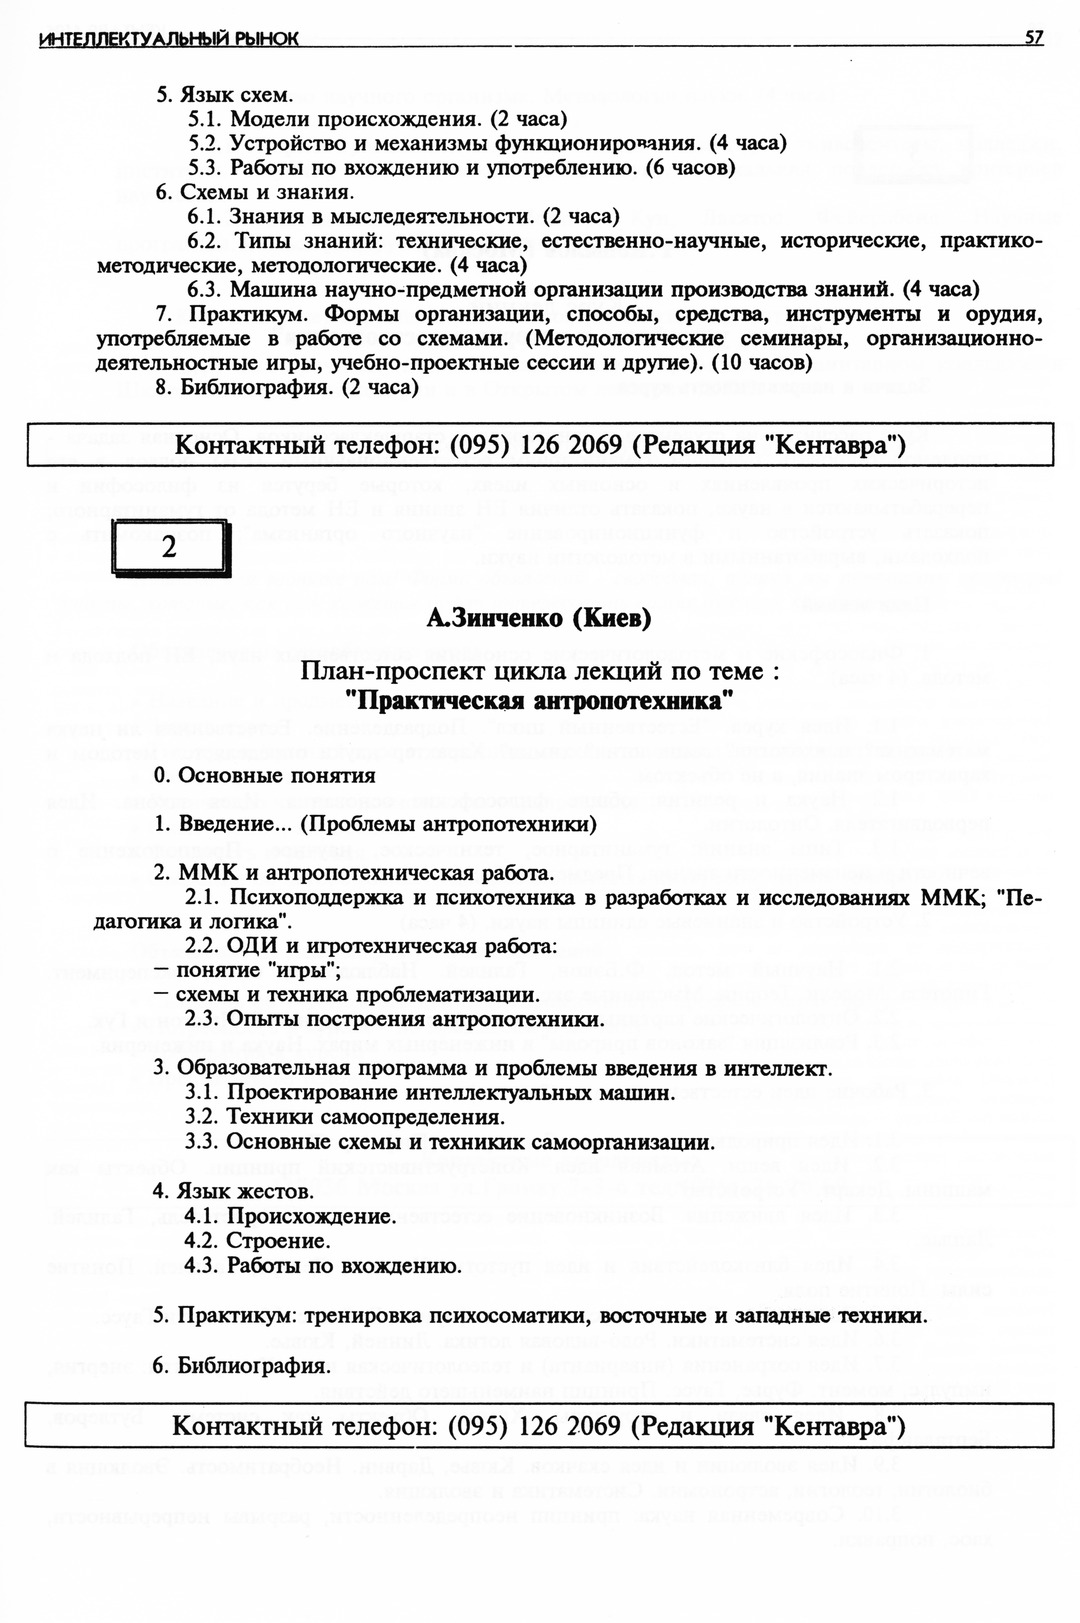 ИНТЕЛЛЕКТУАЛЬНЫЙ РЫНОК 57
5. Язык схем.
5.1. Модели происхождения. (2 часа)
5.2. Устройство и механизмы функционирования. (4 часа)
5.3. Работы по вхождению и употреблению. (6 часов)
6. Схемы и знания.
6.1. Знания в мыследеятельности. (2 часа)
6.2. Типы знаний: технические, естественно-научные, исторические, практико-
методические, методологические. (4 часа)
6.3. Машина научно-предметной организации производства знаний. (4 часа)
7. Практикум. Формы организации, способы, средства, инструменты и орудия,
употребляемые в работе со схемами. (Методологические семинары, организационно-
деятельностные игры, учебно-проектные сессии и другие). (10 часов)
8. Библиография. (2 часа)
Контактный телефон: (095) 126 2069 (Редакция "Кентавра")
2
А.Зинченко (Киев)
План-проспект цикла лекций по теме :
"Практическая антропотехника"
0. Основные понятия
1. Введение... (Проблемы антропотехники)
2. ММК и антропотехническая работа.
2.1. Психоподдержка и психотехника в разработках и исследованиях ММК; "Пе-
дагогика и логика".
2.2. ОДИ и игротехническая работа:
— понятие "игры";
— схемы и техника проблематизации.
2.3. Опыты построения антропотехники.
3. Образовательная программа и проблемы введения в интеллект.
3.1. Проектирование интеллектуальных машин.
3.2. Техники самоопределения.
3.3. Основные схемы и техникик самоорганизации.
4. Язык жестов.
4.1. Происхождение.
4.2. Строение.
4.3. Работы по вхождению.
5. Практикум: тренировка психосоматики, восточные и западные техники.
6. Библиография.
Контактный телефон: (095) 126 2069 (Редакция "Кентавра")